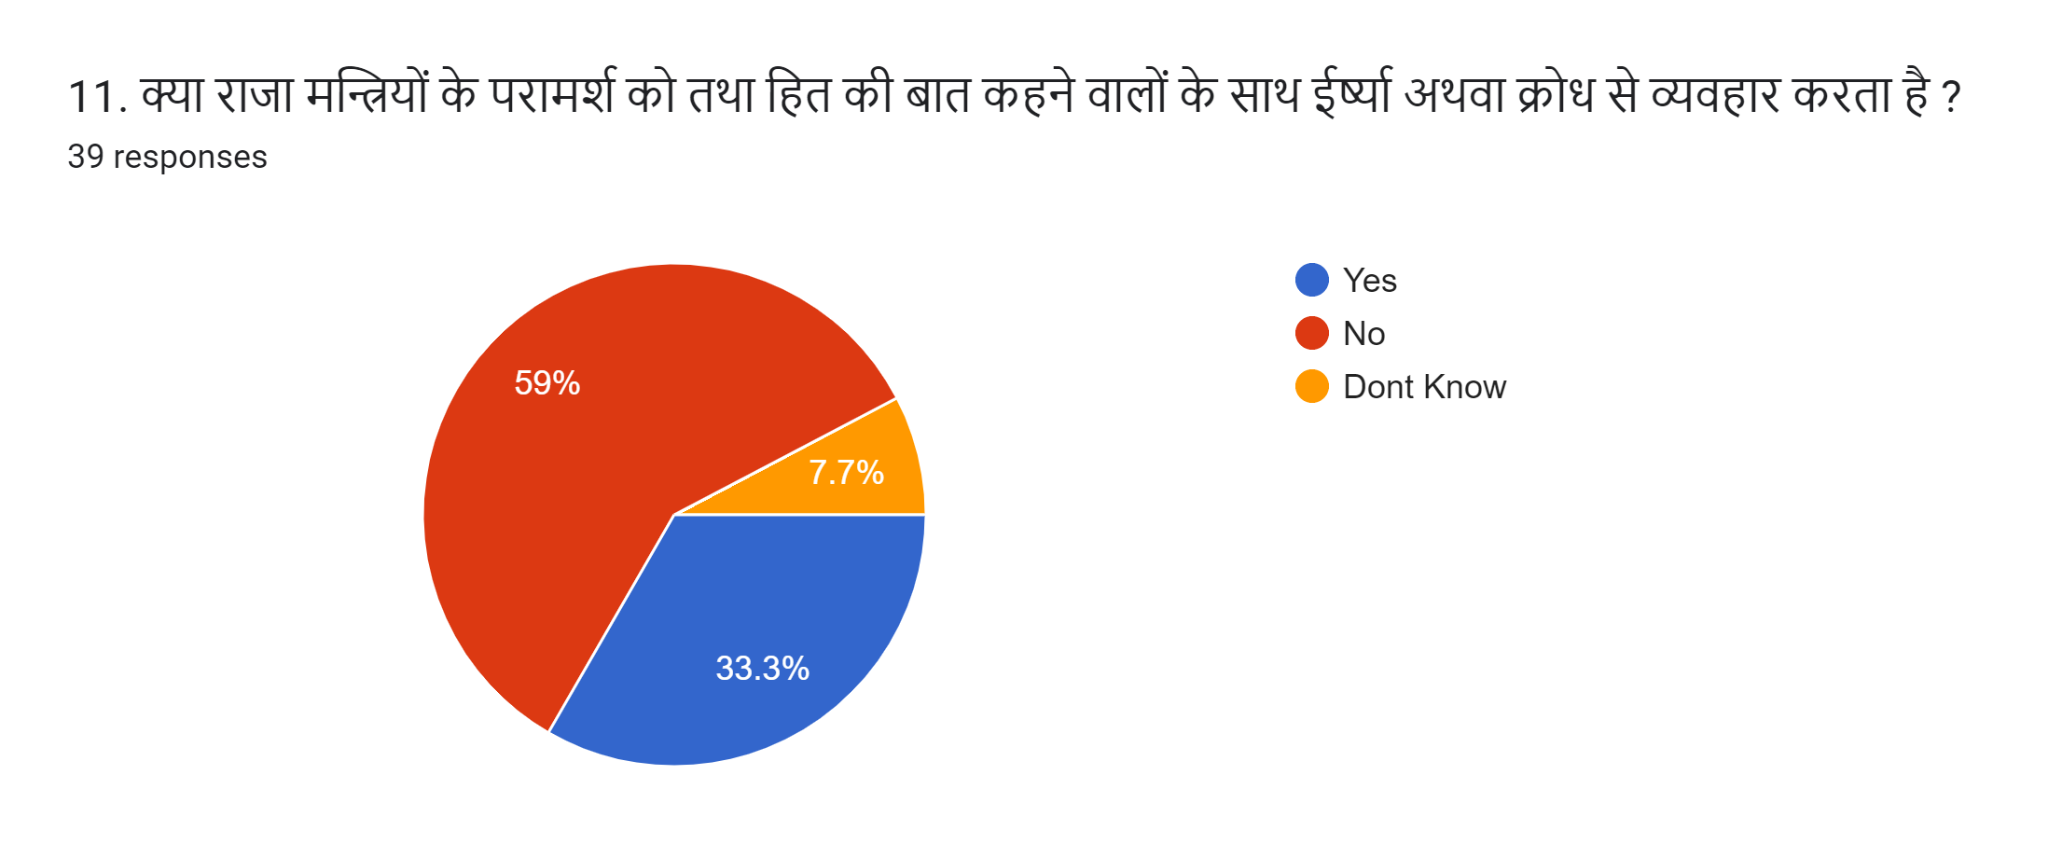 11. क्या राजा मन्त्रियों के परामर्श को तथा हित की बात कहने वालों के साथ ईर्ष्या अथवा क्रोध से व्यवहार करता है ?
39 responses
Yes
No
Dont Know
59%
7.7%
33.3%